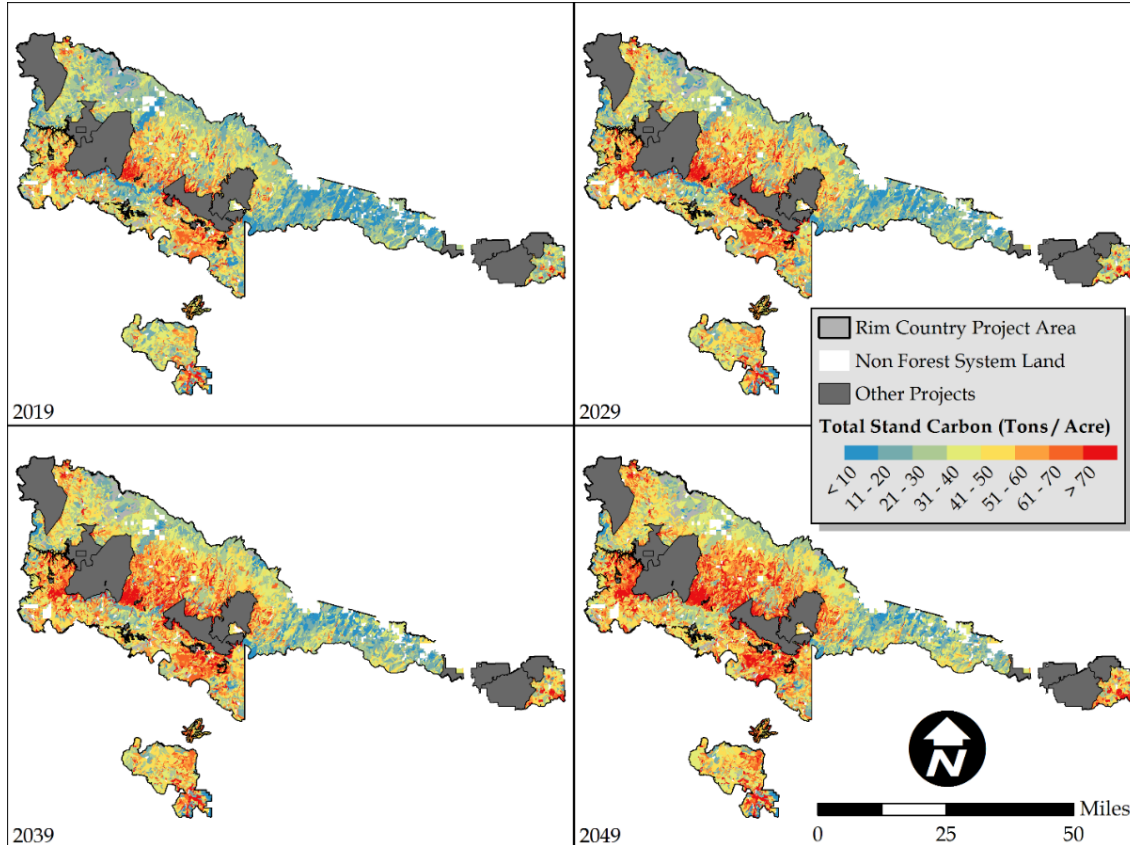 2019
2029
Rim Country Project Area
Non Forest System Land
Other Projects
Total Stand Carbon (Tons / Acre)
< 10
11 - 20
21 - 30
31 - 40
41 - 50
51 - 60
61 - 70
> 70
2039
2049
N
Miles
0 25 50